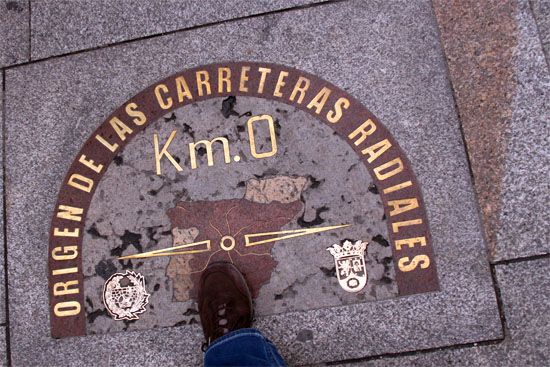 ORIGEN DE LAS CARRETERAS RADIALES
Km. 0